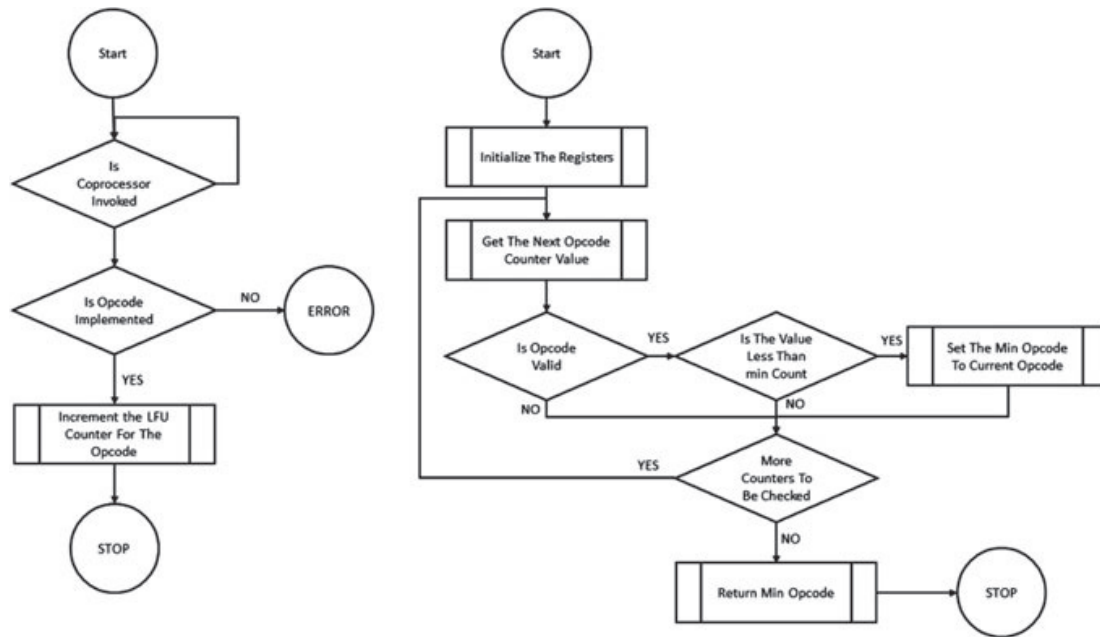 Start
Is
Coprocessor
Invoked
Is Opcode
Implemented
NO
ERROR
YES
Increment the LFU
Counter For The
Opcode
STOP
Start
Initialize The Registers
Get The Next Opcode
Counter Value
Is Opcode
Valid
YES
Is The Value
Less Than
min Count
YES
Set The Min Opcode
To Current Opcode
NO
NO
More
Counters To
Be Checked
YES
NO
Return Min Opcode
STOP